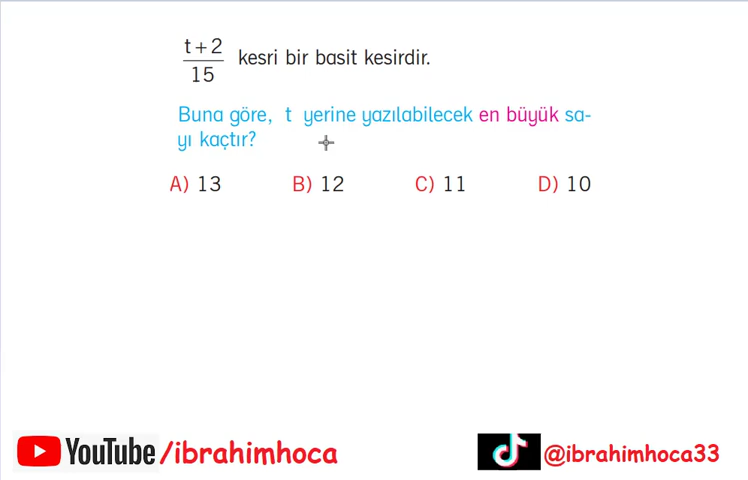 t + 2
15
kesri bir basit kesirdir.
Buna göre, t yerine yazılabilecek en büyük sa-
yı kaçtır?
A) 13 B) 12 C) 11 D) 10
YouTube /ibrahimhoca @ibrahimhoca33